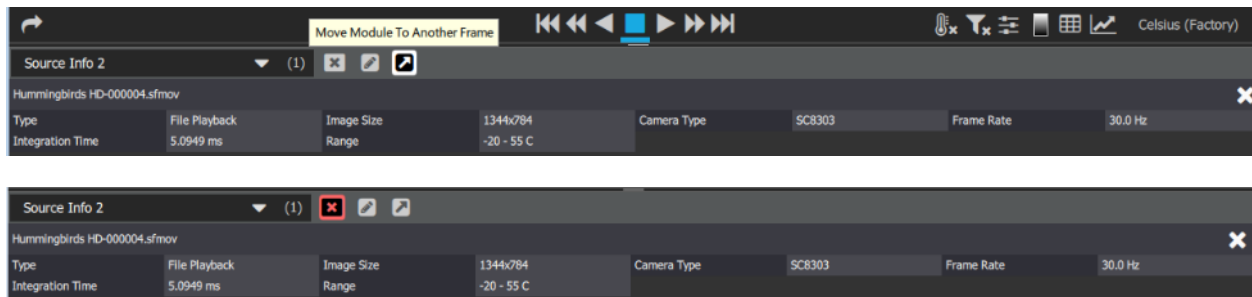 Move Module To Another Frame
Celsius (Factory)
Source Info 2 (1)
Hummingbirds HD-000004.sfmov
Type File Playback Image Size 1344x784 Camera Type SC8303 Frame Rate 30.0 Hz
Integration Time 5.0949 ms Range -20 - 55 C
Source Info 2 (1)
Hummingbirds HD-000004.sfmov
Type File Playback Image Size 1344x784 Camera Type SC8303 Frame Rate 30.0 Hz
Integration Time 5.0949 ms Range -20 - 55 C